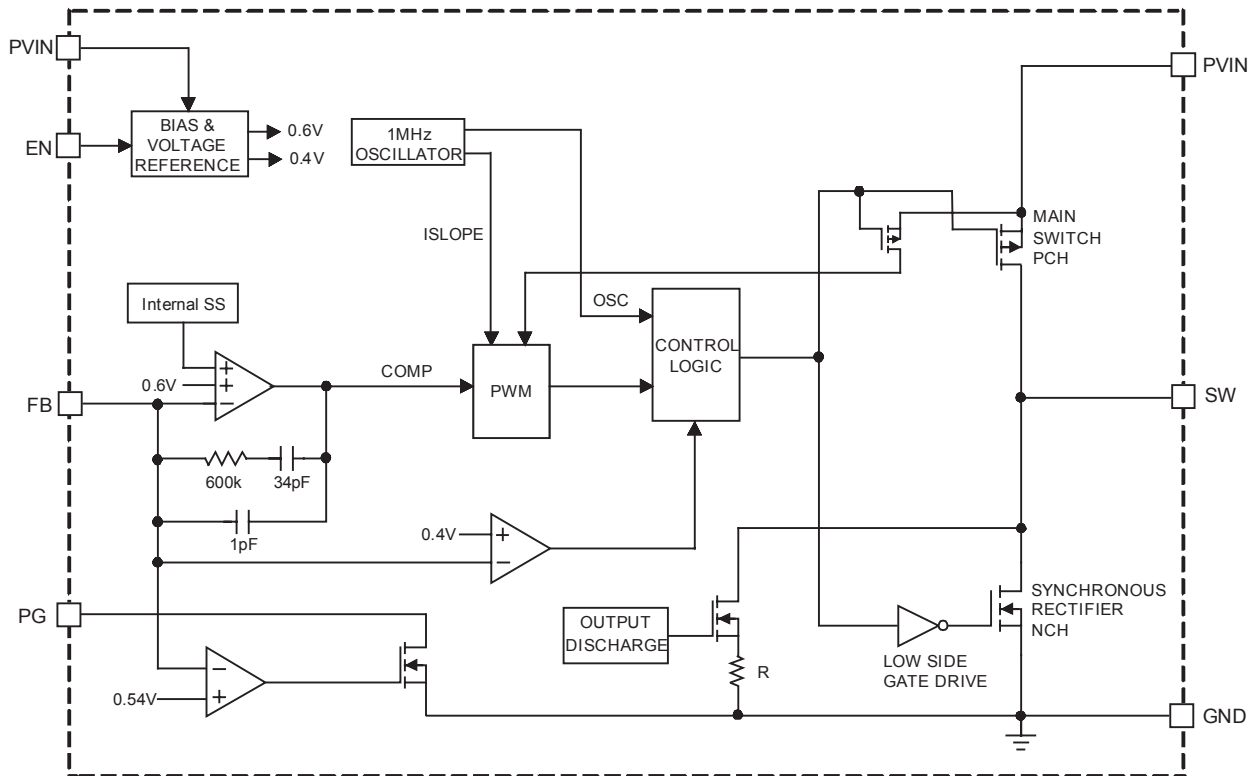 PVIN
PVIN
EN
BIAS &
VOLTAGE
REFERENCE
0.6V
0.4V
1MHz
OSCILLATOR
ISLOPE
MAIN
SWITCH
PCH
Internal SS
OSC
CONTROL
LOGIC
+
0.6V
+
−
COMP
PWM
FB
SW
600k
34pF
1pF
0.4V
+
−
PG
OUTPUT
DISCHARGE
SYNCHRONOUS
RECTIFIER
NCH
LOW SIDE
GATE DRIVE
R
−
0.54V
+
GND